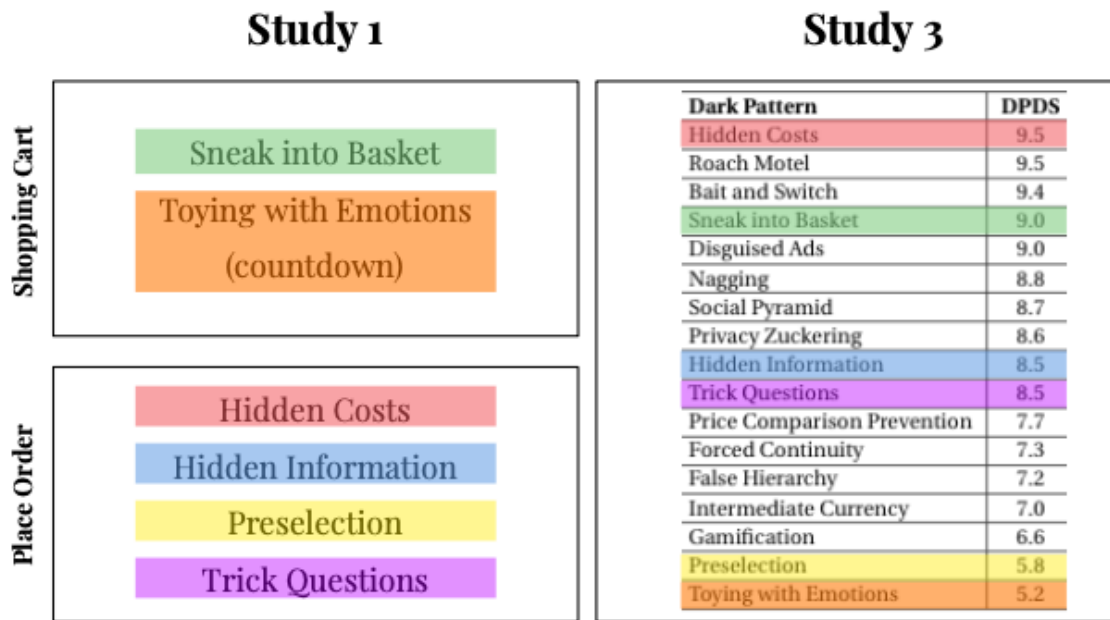 Study 1
Shopping Cart
Sneak into Basket
Toying with Emotions
(countdown)
Place Order
Hidden Costs
Hidden Information
Preselection
Trick Questions
Study 3
Dark Pattern DPDS
Hidden Costs 9.5
Roach Motel 9.5
Bait and Switch 9.4
Sneak into Basket 9.0
Disguised Ads 9.0
Nagging 8.8
Social Pyramid 8.7
Privacy Zuckering 8.6
Hidden Information 8.5
Trick Questions 8.5
Price Comparison Prevention 7.7
Forced Continuity 7.3
False Hierarchy 7.2
Intermediate Currency 7.0
Gamification 6.6
Preselection 5.8
Toying with Emotions 5.2